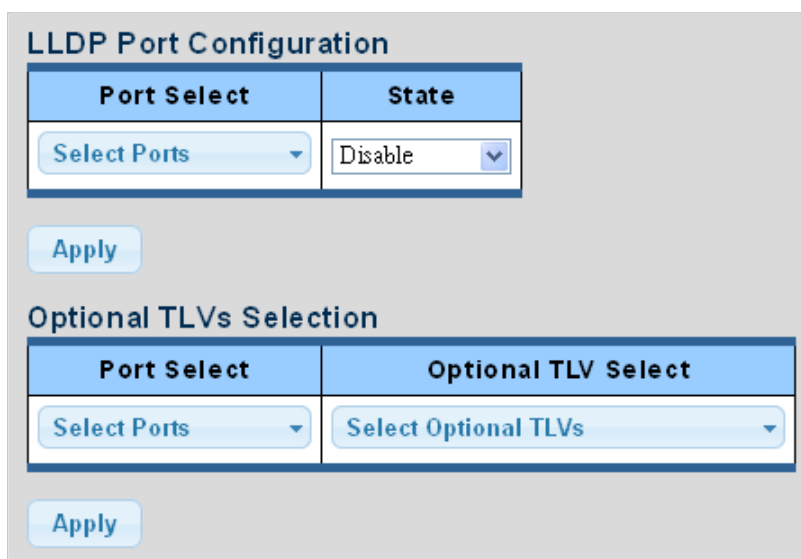 LLDP Port Configuration
Port Select State
Select Ports Disable
Apply
Optional TLVs Selection
Port Select Optional TLV Select
Select Ports Select Optional TLVs
Apply